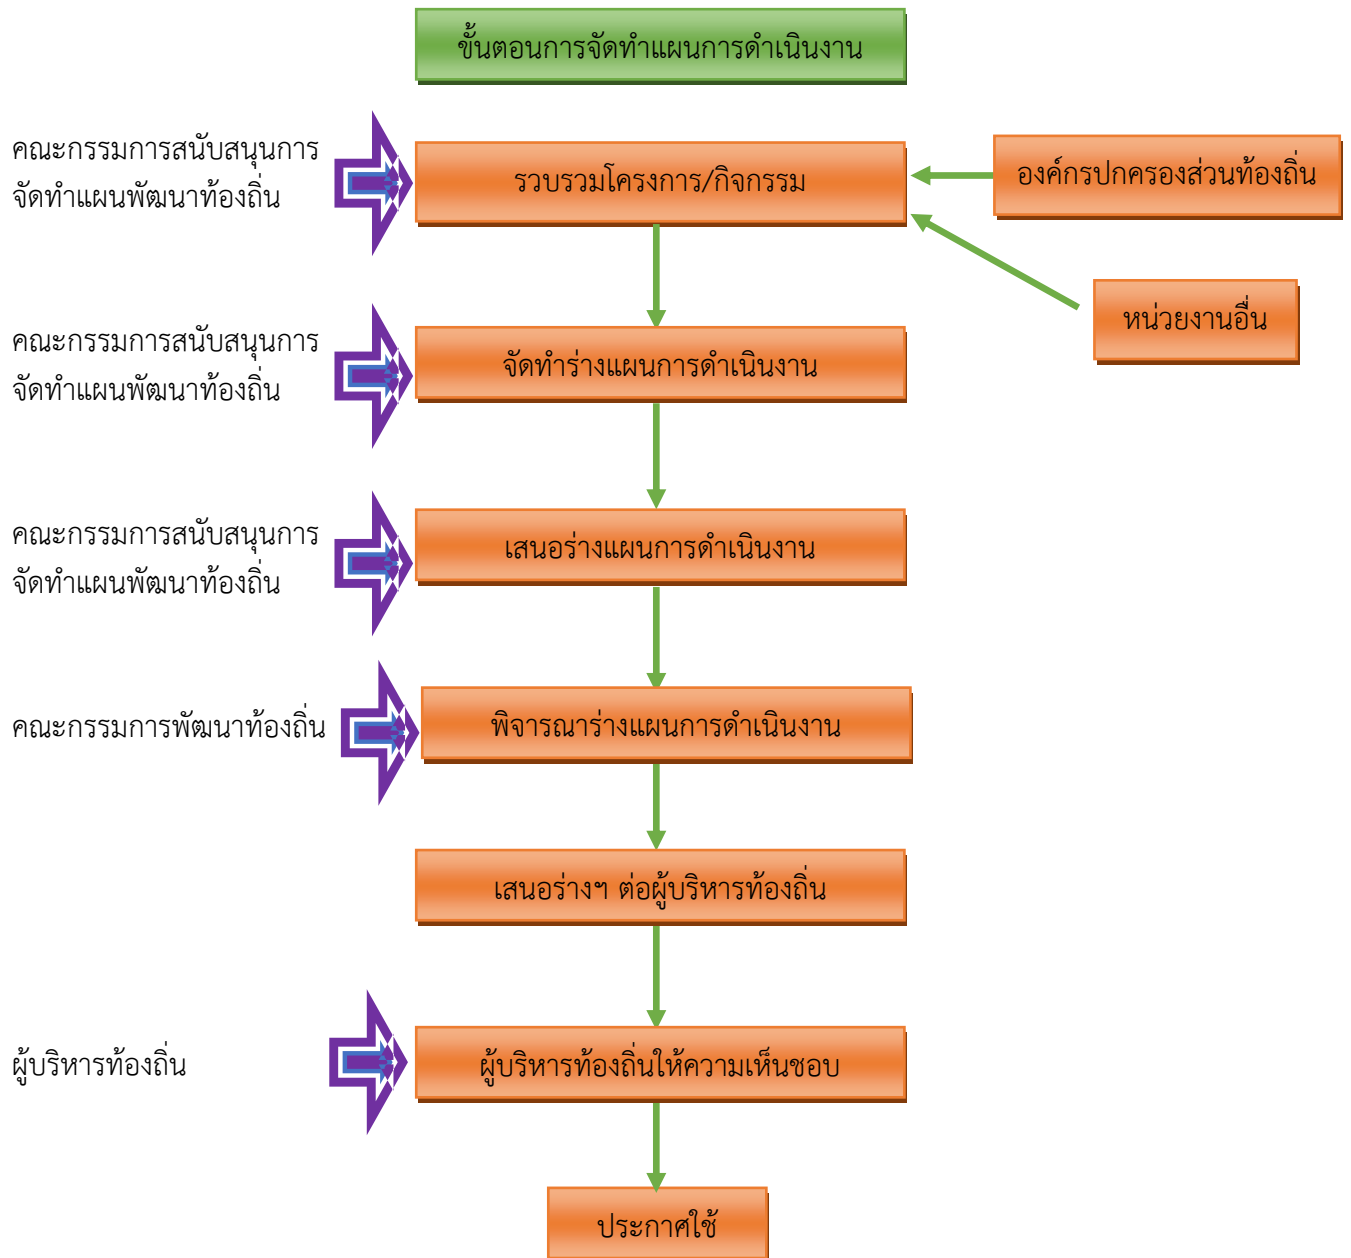 ขั้นตอนการจัดทำแผนการดำเนินงาน
คณะกรรมการสนับสนุนการ
จัดทำแผนพัฒนาท้องถิ่น
รวบรวมโครงการ/กิจกรรม
องค์กรปกครองส่วนท้องถิ่น
หน่วยงานอื่น
คณะกรรมการสนับสนุนการ
จัดทำแผนพัฒนาท้องถิ่น
จัดทำร่างแผนการดำเนินงาน
คณะกรรมการสนับสนุนการ
จัดทำแผนพัฒนาท้องถิ่น
เสนอร่างแผนการดำเนินงาน
คณะกรรมการพัฒนาท้องถิ่น
พิจารณาร่างแผนการดำเนินงาน
เสนอร่างฯ ต่อผู้บริหารท้องถิ่น
ผู้บริหารท้องถิ่น
ผู้บริหารท้องถิ่นให้ความเห็นชอบ
ประกาศใช้